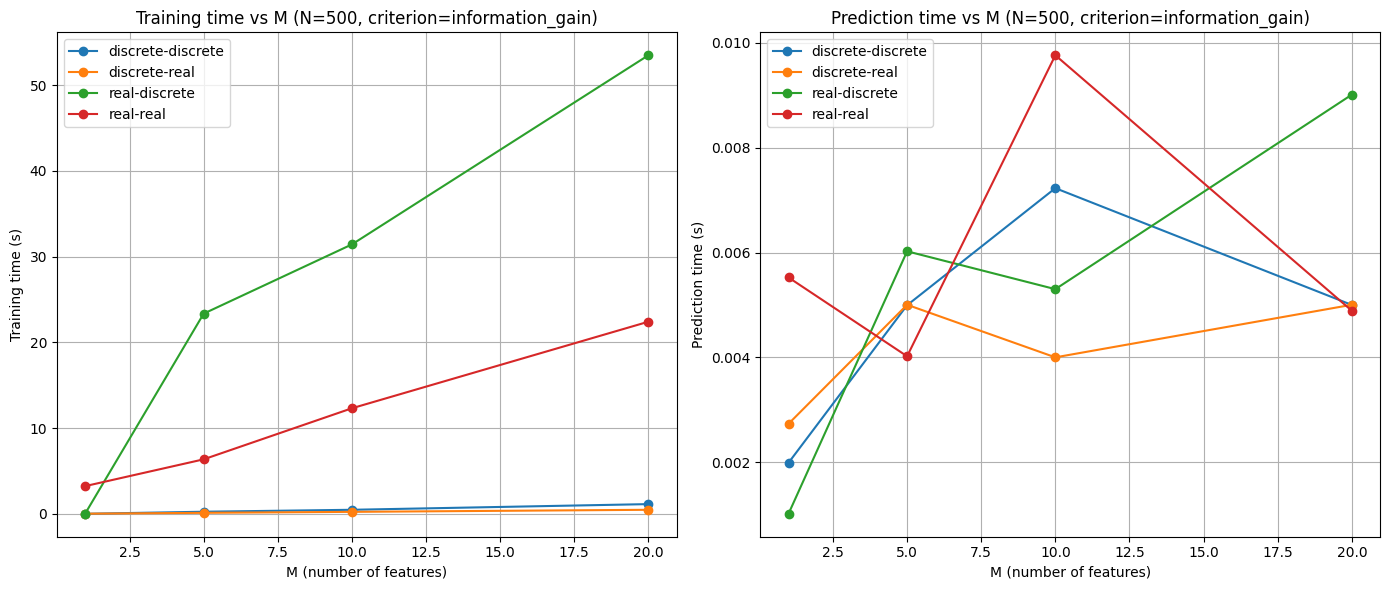 Training time vs M (N=500, criterion=information_gain)
discrete-discrete
discrete-real
real-discrete
real-real
Training time (s)
50
40
30
20
10
0
2.5 5.0 7.5 10.0 12.5 15.0 17.5 20.0
M (number of features)
Prediction time vs M (N=500, criterion=information_gain)
discrete-discrete
discrete-real
real-discrete
real-real
Prediction time (s)
0.010
0.008
0.006
0.004
0.002
2.5 5.0 7.5 10.0 12.5 15.0 17.5 20.0
M (number of features)